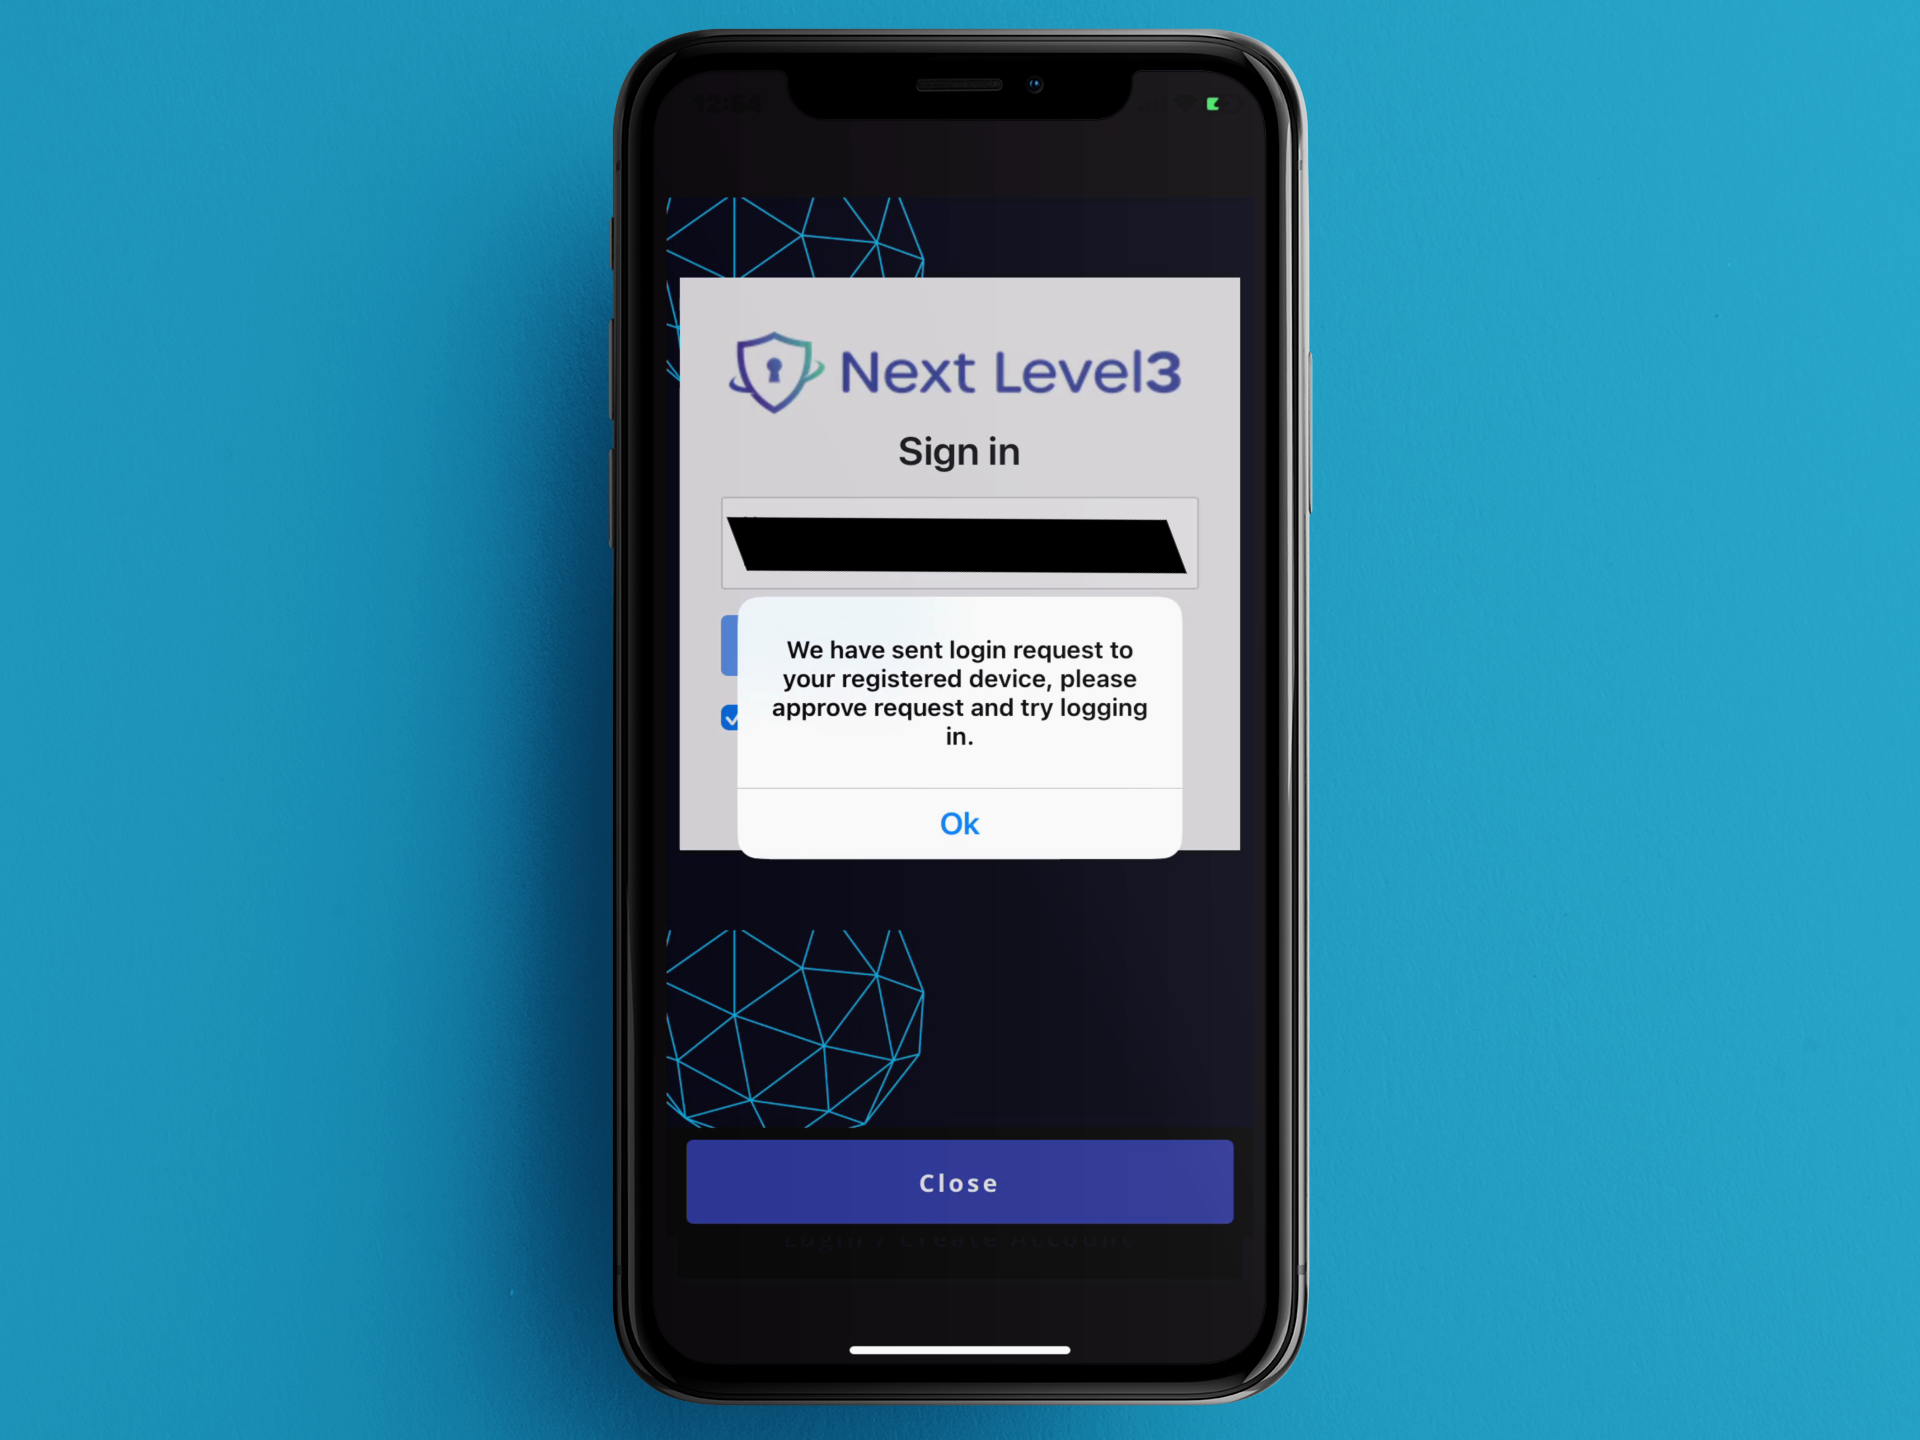 12:54
Next Level3
Sign in
We have sent login request to
your registered device, please
approve request and try logging
in.
Ok
Close
Login / Create Account